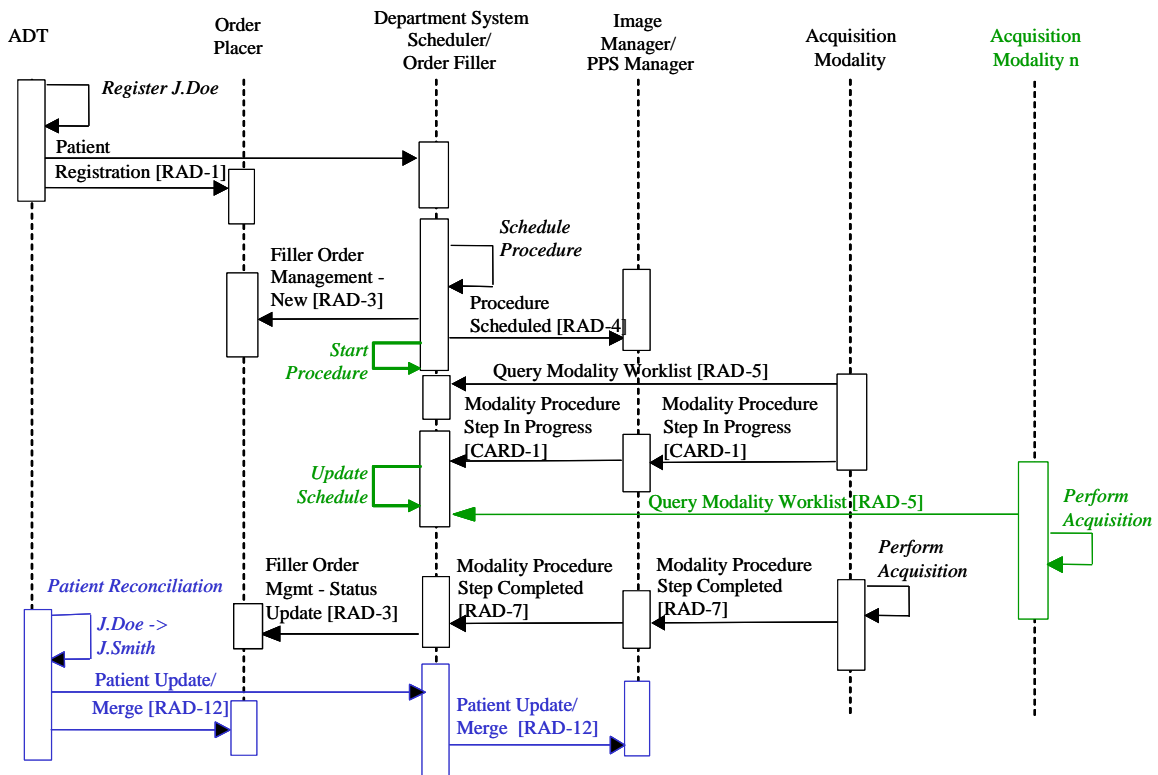 ADT
Order
Placer
Department System
Scheduler/
Order Filler
Image
Manager/
PPS Manager
Acquisition
Modality
Acquisition
Modality n
Register J.Doe
Patient
Registration [RAD-1]
Schedule
Procedure
Filler Order
Management -
New [RAD-3]
Procedure
Scheduled [RAD-4]
Start
Procedure
Query Modality Worklist [RAD-5]
Modality Procedure
Step In Progress
[CARD-1]
Modality Procedure
Step In Progress
[CARD-1]
Update
Schedule
Query Modality Worklist [RAD-5]
Perform
Acquisition
Perform
Acquisition
Filler Order
Mgmt - Status
Update [RAD-3]
Modality Procedure
Step Completed
[RAD-7]
Modality Procedure
Step Completed
[RAD-7]
Patient Reconciliation
J.Doe ->
J.Smith
Patient Update/
Merge [RAD-12]
Patient Update/
Merge [RAD-12]